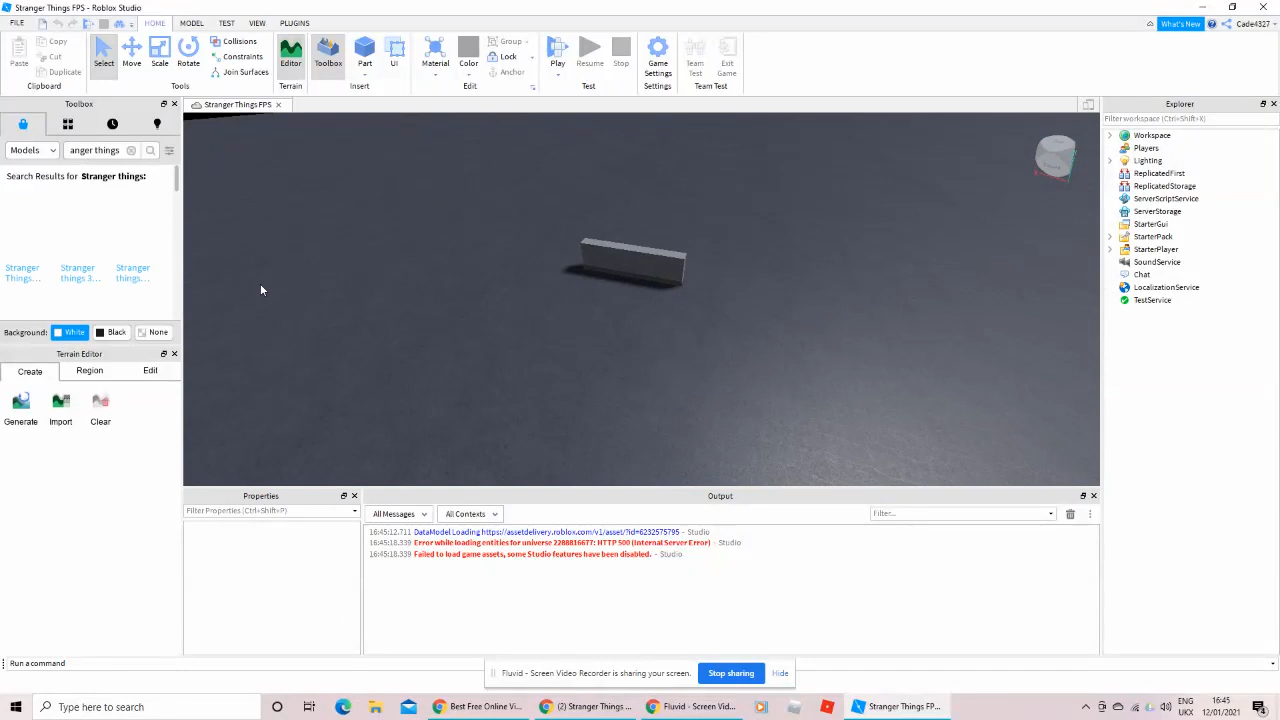 Stranger Things FPS - Roblox Studio
FILE HOME MODEL TEST VIEW PLUGINS What's New Cade4327
Paste Copy Cut Duplicate Clipboard
Select Move Scale Rotate Collisions Constraints Join Surfaces Tools
Editor Terrain
Toolbox Part UI Insert
Material Color Group Lock Anchor Edit
Play Resume Stop Test
Game Settings Settings
Team Test Exit Game Team Test
Toolbox
Stranger Things FPS
Explorer
Filter workspace (Ctrl+Shift+X)
Models anger things
Search Results for Stranger things:
Stranger Things...
Stranger things 3...
Stranger things...
Background: White Black None
Terrain Editor
Create Region Edit
Generate Import Clear
Workspace
Players
Lighting
ReplicatedFirst
ReplicatedStorage
ServerScriptService
ServerStorage
StarterGui
StarterPack
StarterPlayer
SoundService
Chat
LocalizationService
TestService
Properties
Filter Properties (Ctrl+Shift+P)
Output
All Messages All Contexts Filter...
16:45:12.711 DataModel Loading https://assetdelivery.roblox.com/v1/asset/?id=6232575795 - Studio
16:45:18.339 Error while loading entities for universe 2288816677: HTTP 500 (Internal Server Error) - Studio
16:45:18.339 Failed to load game assets, some Studio features have been disabled. - Studio
Run a command
Fluvid - Screen Video Recorder is sharing your screen. Stop sharing Hide
Type here to search
Best Free Online Vi...
(2) Stranger Things ...
Fluvid - Screen Vid...
Stranger Things FP...
ENG
UKX
16:45
12/01/2021
4